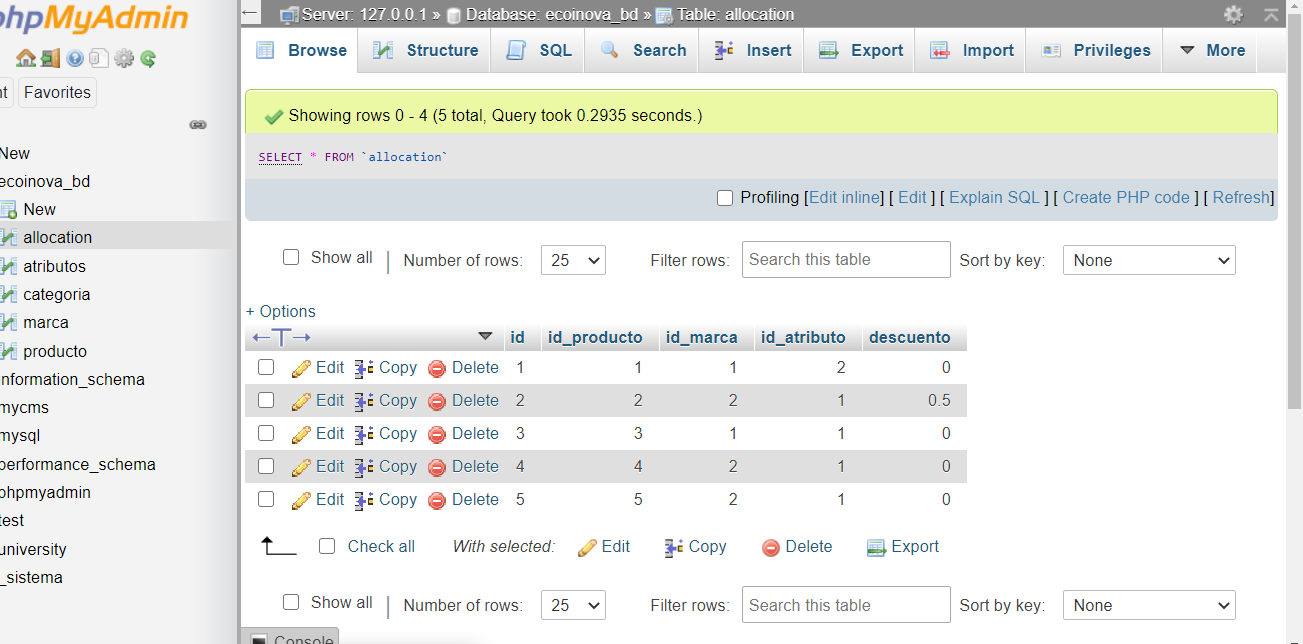 phpMyAdmin
nt Favorites
New
ecoinova_bd
New
allocation
atributos
categoria
marca
producto
information_schema
mycms
mysql
performance_schema
phpmyadmin
test
university
_sistema
Server: 127.0.0.1 » Database: ecoinova_bd » Table: allocation
Browse Structure SQL Search Insert Export Import Privileges More
Showing rows 0 - 4 (5 total, Query took 0.2935 seconds.)
SELECT * FROM `allocation`
Profiling [Edit inline] [ Edit ] [ Explain SQL ] [ Create PHP code ] [ Refresh]
Show all | Number of rows: 25 Filter rows: Search this table Sort by key: None
+ Options
←T→ id id_producto id_marca id_atributo descuento
Edit Copy Delete 1 1 1 2 0
Edit Copy Delete 2 2 2 1 0.5
Edit Copy Delete 3 3 1 1 0
Edit Copy Delete 4 4 2 1 0
Edit Copy Delete 5 5 2 1 0
Check all With selected: Edit Copy Delete Export
Show all | Number of rows: 25 Filter rows: Search this table Sort by key: None
Console